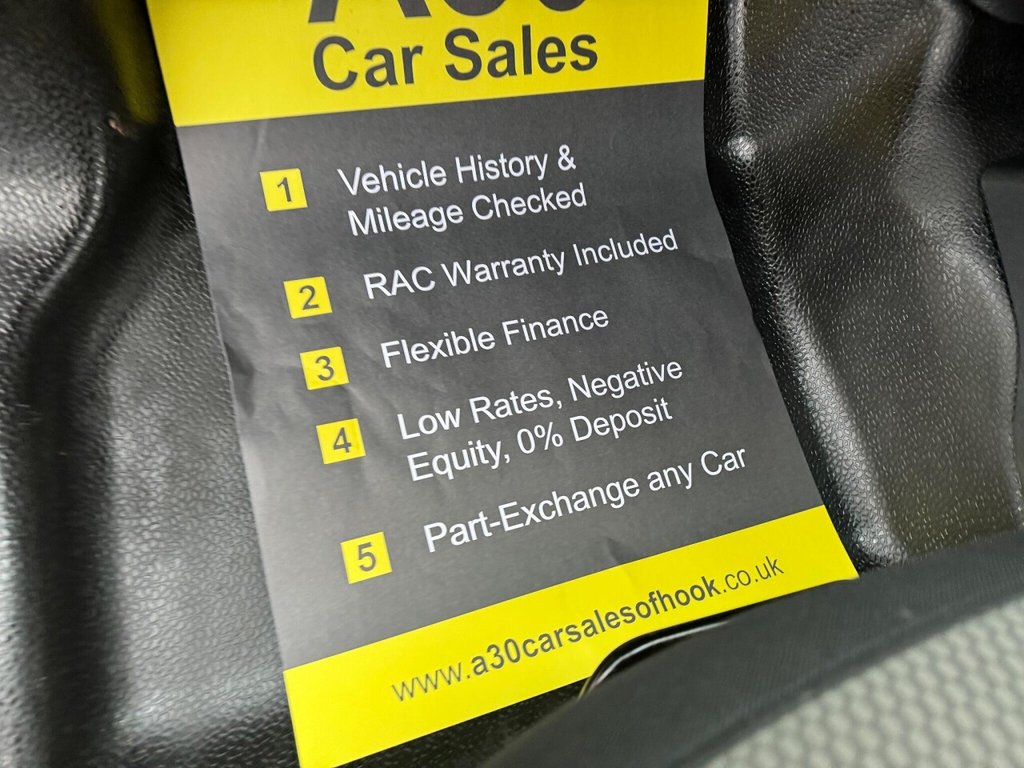 A30
Car Sales
1 Vehicle History &
Mileage Checked
2 RAC Warranty Included
3 Flexible Finance
4 Low Rates, Negative
Equity, 0% Deposit
5 Part-Exchange any Car
www.a30carsalesofhook.co.uk